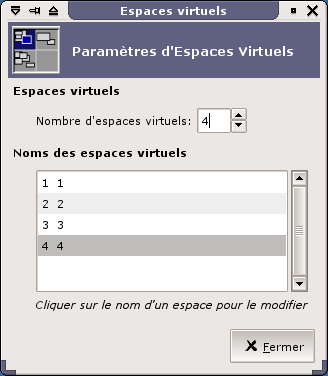 Espaces virtuels
Paramètres d'Espaces Virtuels
Espaces virtuels
Nombre d'espaces virtuels: 4
Noms des espaces virtuels
1 1
2 2
3 3
4 4
Cliquer sur le nom d'un espace pour le modifier
Fermer